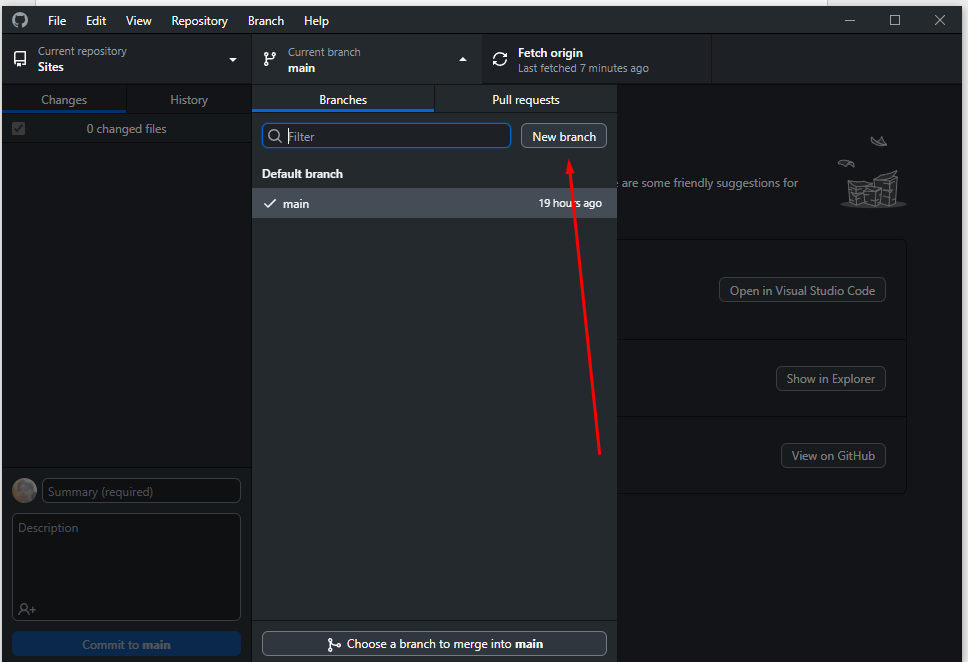 File Edit View Repository Branch Help
Current repository
Sites
Current branch
main
Fetch origin
Last fetched 7 minutes ago
Changes
History
Branches
Pull requests
0 changed files
Filter
New branch
Default branch
main
19 hours ago
are some friendly suggestions for
Open in Visual Studio Code
Show in Explorer
View on GitHub
Summary (required)
Description
Commit to main
Choose a branch to merge into main